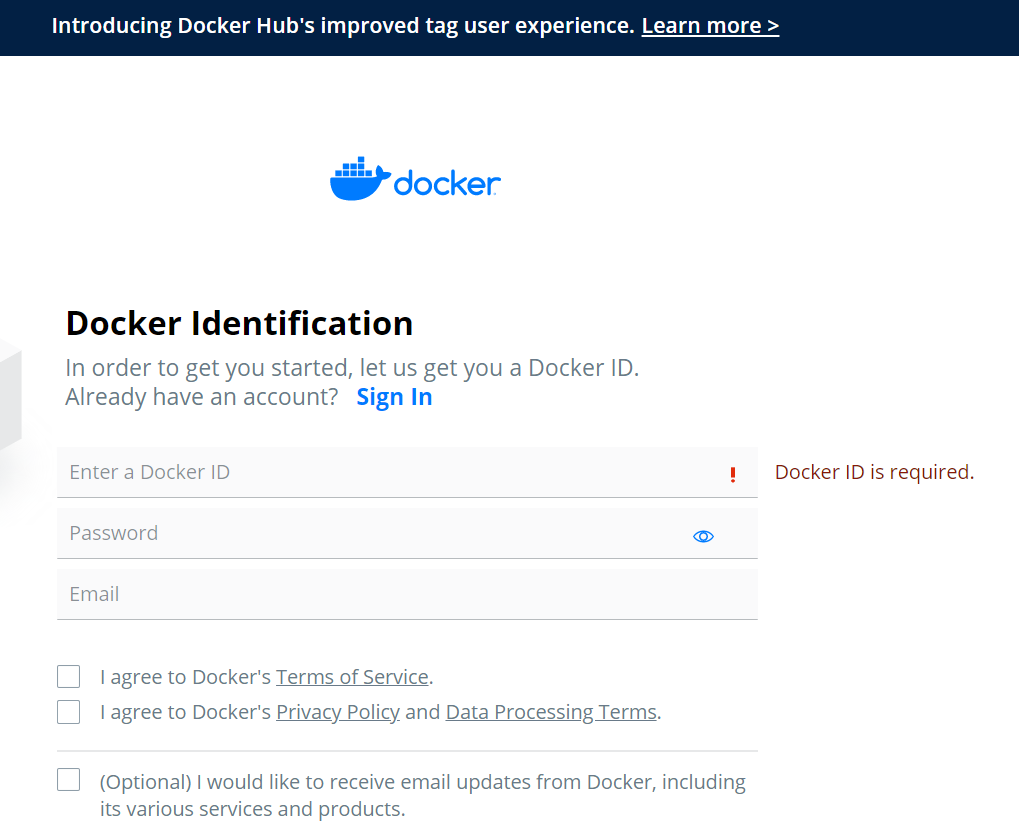 Introducing Docker Hub's improved tag user experience. Learn more >
docker
Docker Identification
In order to get you started, let us get you a Docker ID.
Already have an account? Sign In
Enter a Docker ID
Docker ID is required.
Password
Email
I agree to Docker's Terms of Service.
I agree to Docker's Privacy Policy and Data Processing Terms.
(Optional) I would like to receive email updates from Docker, including
its various services and products.